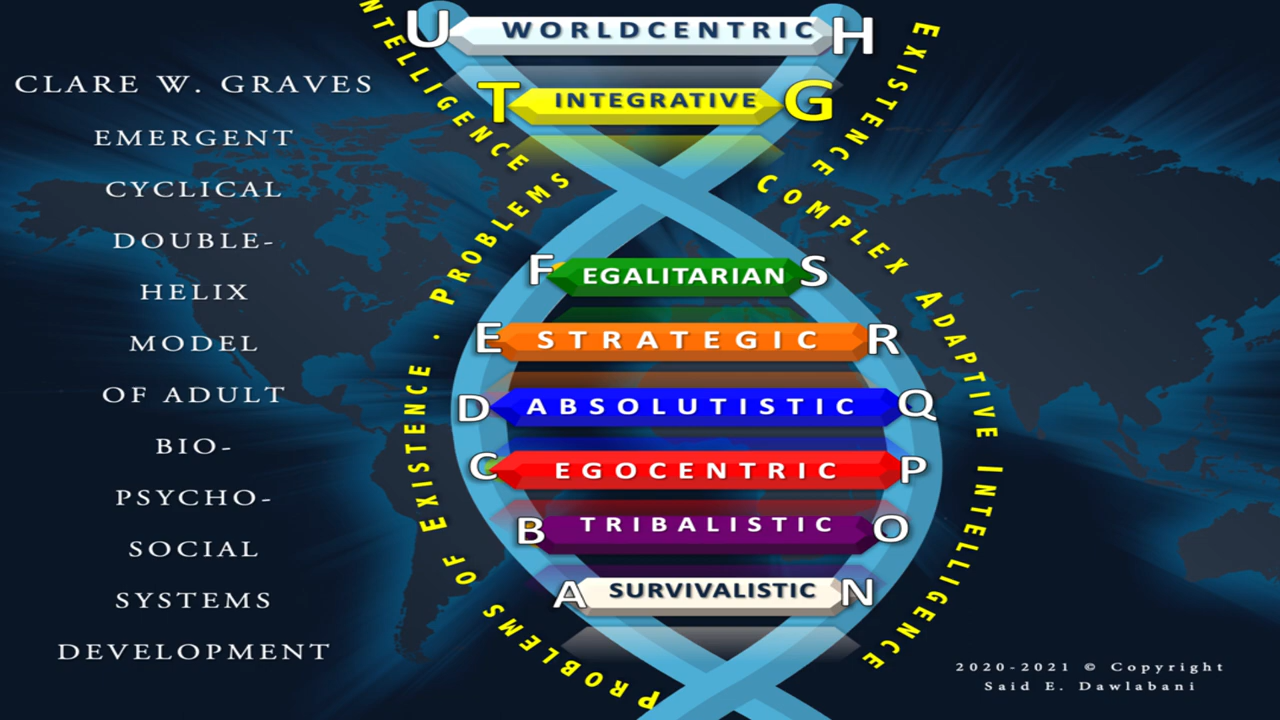 CLARE W. GRAVES
EMERGENT
CYCLICAL
DOUBLE-
HELIX
MODEL
OF ADULT
BIO-
PSYCHO-
SOCIAL
SYSTEMS
DEVELOPMENT
U WORLDCENTRIC H
T INTEGRATIVE G
F EGALITARIAN S
E STRATEGIC R
D ABSOLUTISTIC Q
C EGOCENTRIC P
B TRIBALISTIC O
A SURVIVALISTIC N
NTELLIGENCE
PROBLEMS OF EXISTENCE · PROBLEMS
EXISTENCE
COMPLEX ADAPTIVE INTELLIGENCE
2020-2021 © Copyright
Said E. Dawlabani